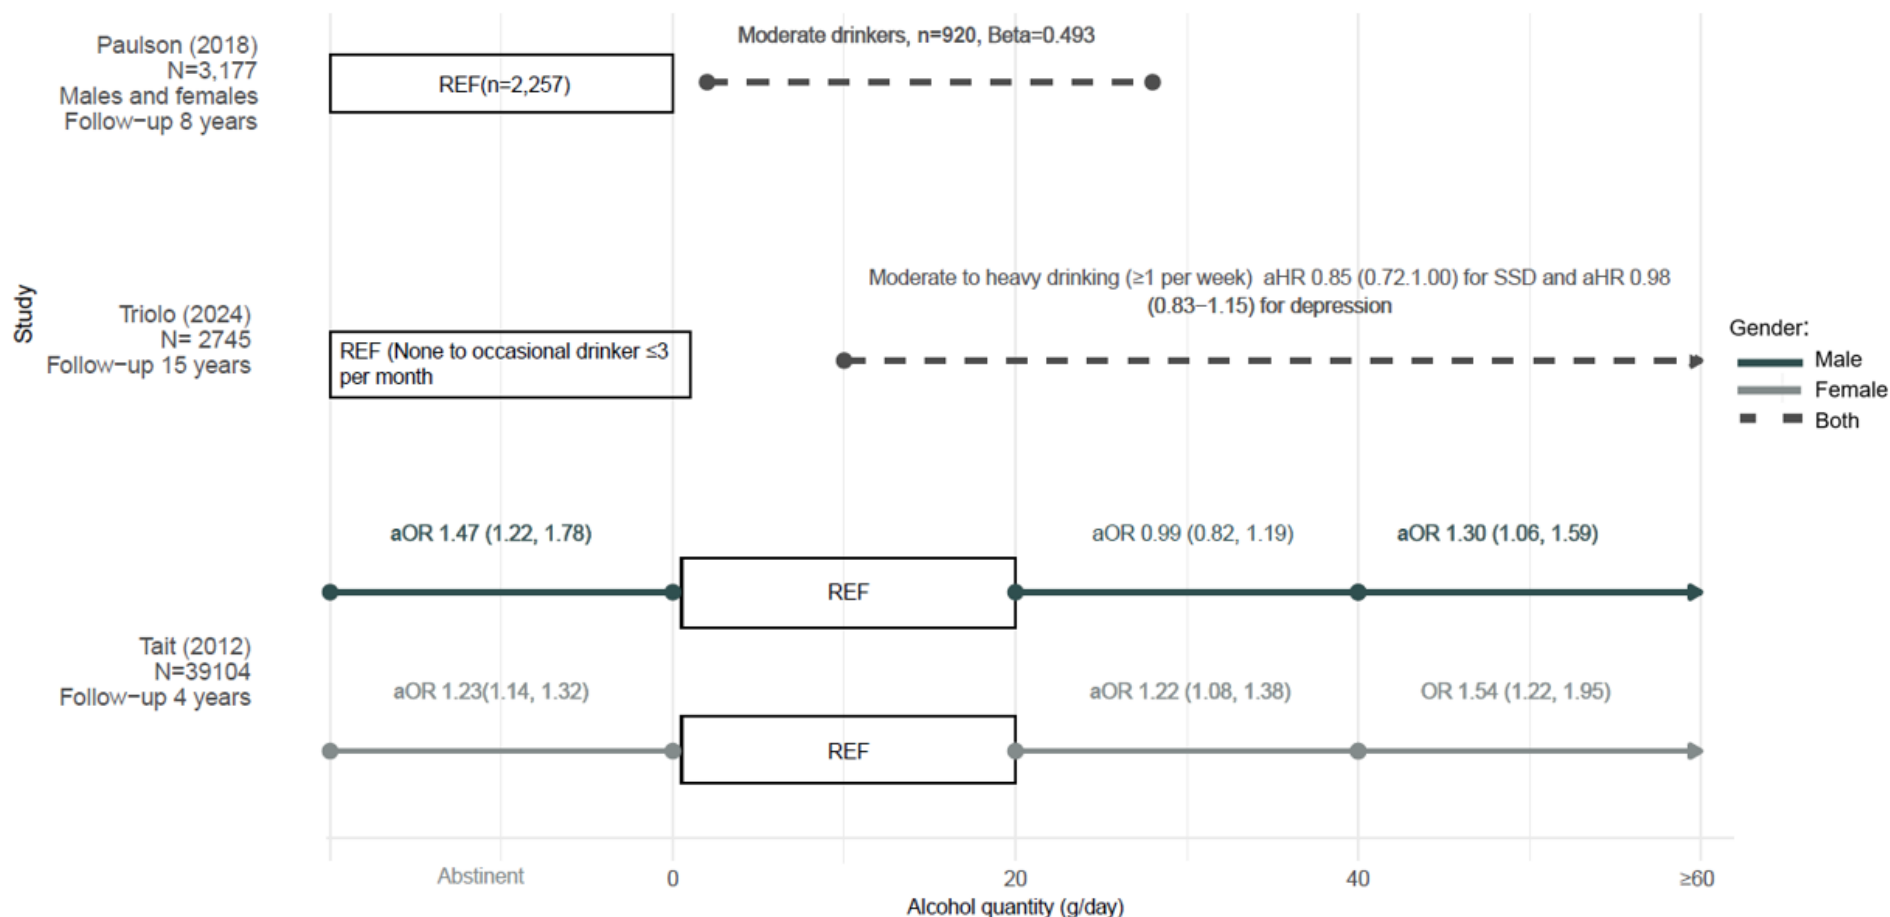 Paulson (2018)
N=3,177
Males and females
Follow−up 8 years
REF(n=2,257)
Moderate drinkers, n=920, Beta=0.493
Study
Triolo (2024)
N= 2745
Follow−up 15 years
REF (None to occasional drinker ≤3
per month
Moderate to heavy drinking (≥1 per week)  aHR 0.85 (0.72.1.00) for SSD and aHR 0.98
(0.83−1.15) for depression
Gender:
Male
Female
Both
Tait (2012)
N=39104
Follow−up 4 years
aOR 1.47 (1.22, 1.78)
aOR 0.99 (0.82, 1.19)
aOR 1.30 (1.06, 1.59)
REF
aOR 1.23(1.14, 1.32)
aOR 1.22 (1.08, 1.38)
OR 1.54 (1.22, 1.95)
REF
Abstinent
0
20
40
≥60
Alcohol quantity (g/day)